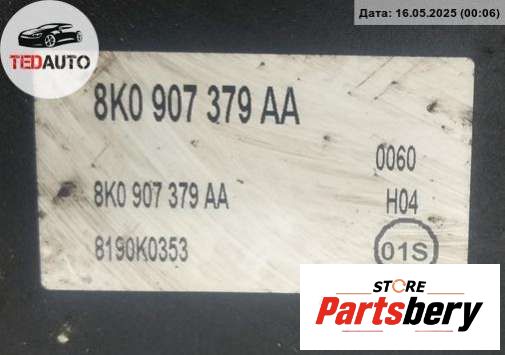 Дата: 16.05.2025 (00:06)
TEDAUTO
8K0 907 379 AA
0060
8K0 907 379 AA
H04
8190K0353
01S
STORE
Partsbery